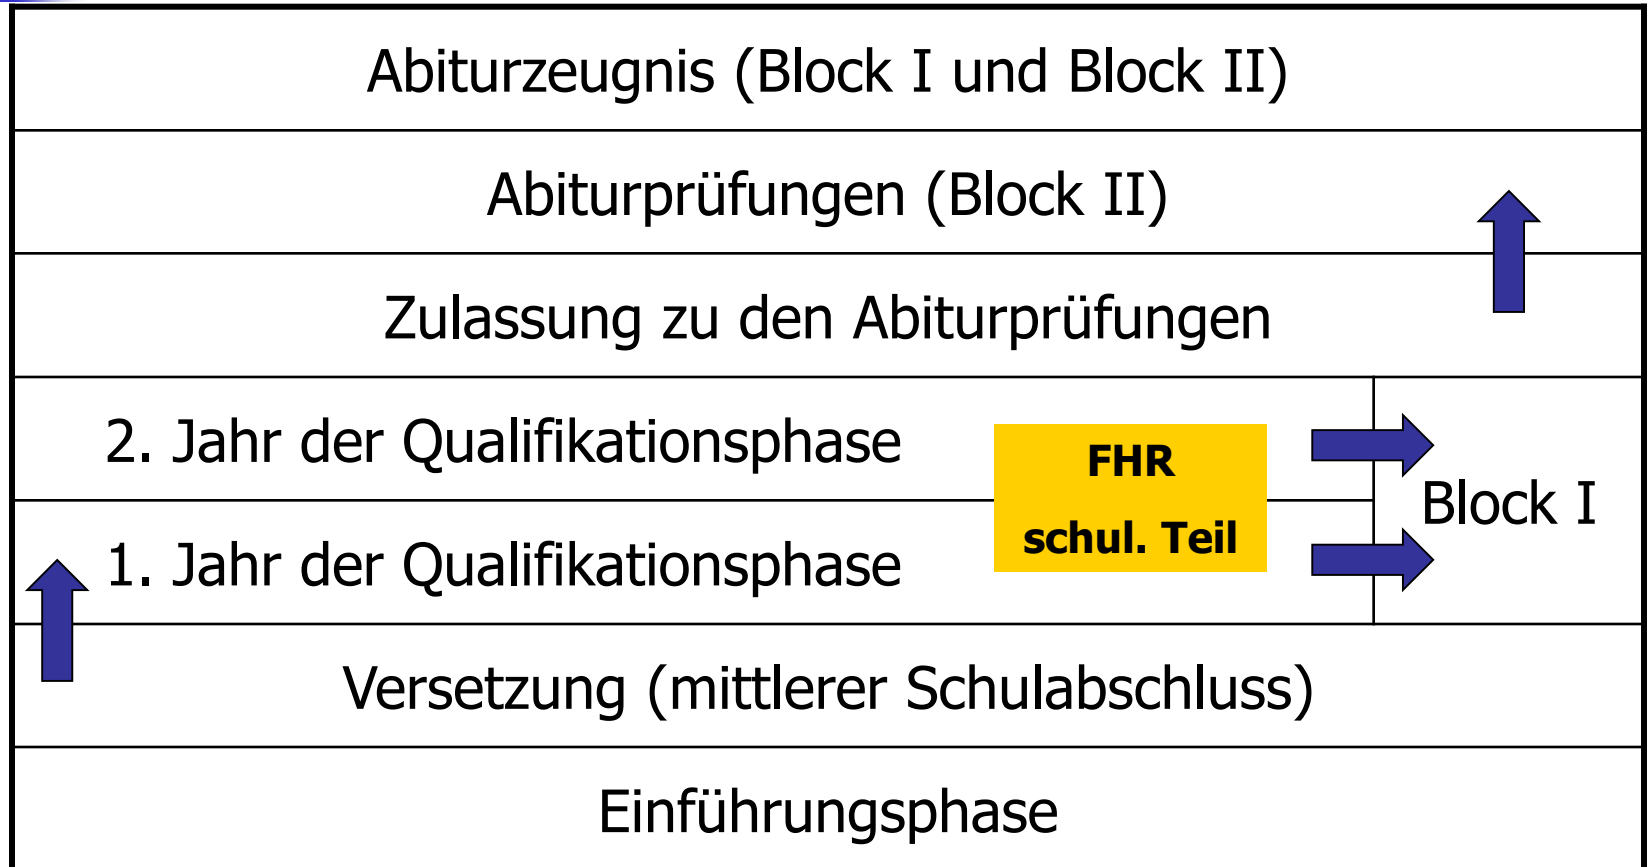 Abiturzeugnis (Block I und Block II)
Abiturprüfungen (Block II)
Zulassung zu den Abiturprüfungen
2. Jahr der Qualifikationsphase
FHR
schul. Teil
Block I
1. Jahr der Qualifikationsphase
Versetzung (mittlerer Schulabschluss)
Einführungsphase